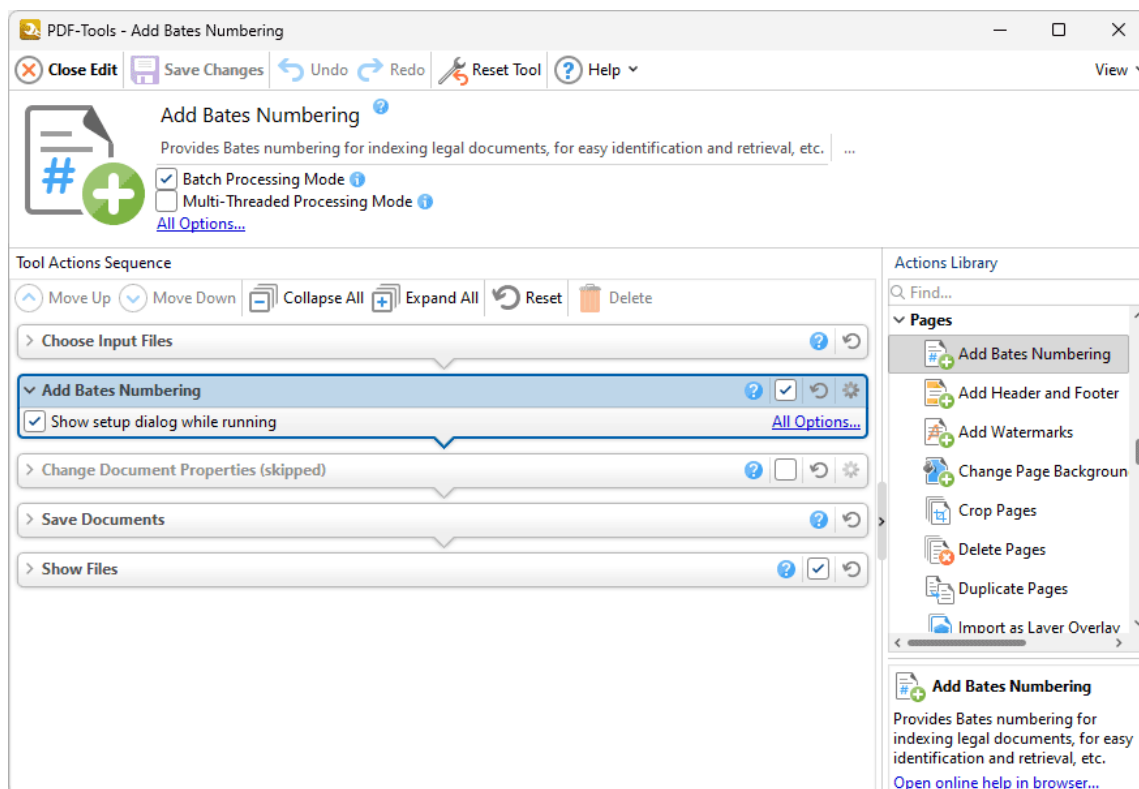 PDF-Tools - Add Bates Numbering
Close Edit Save Changes Undo Redo Reset Tool ? Help View
Add Bates Numbering ?
Provides Bates numbering for indexing legal documents, for easy identification and retrieval, etc. ...
#
Batch Processing Mode i
Multi-Threaded Processing Mode i
All Options...
Tool Actions Sequence
Move Up Move Down Collapse All Expand All Reset Delete
Choose Input Files ?
Add Bates Numbering ?
Show setup dialog while running All Options...
Change Document Properties (skipped) ?
Save Documents ?
Show Files ?
Actions Library
Find...
Pages
Add Bates Numbering
Add Header and Footer
Add Watermarks
Change Page Backgroun
Crop Pages
Delete Pages
Duplicate Pages
Import as Layer Overlay
Add Bates Numbering
Provides Bates numbering for
indexing legal documents, for easy
identification and retrieval, etc.
Open online help in browser...